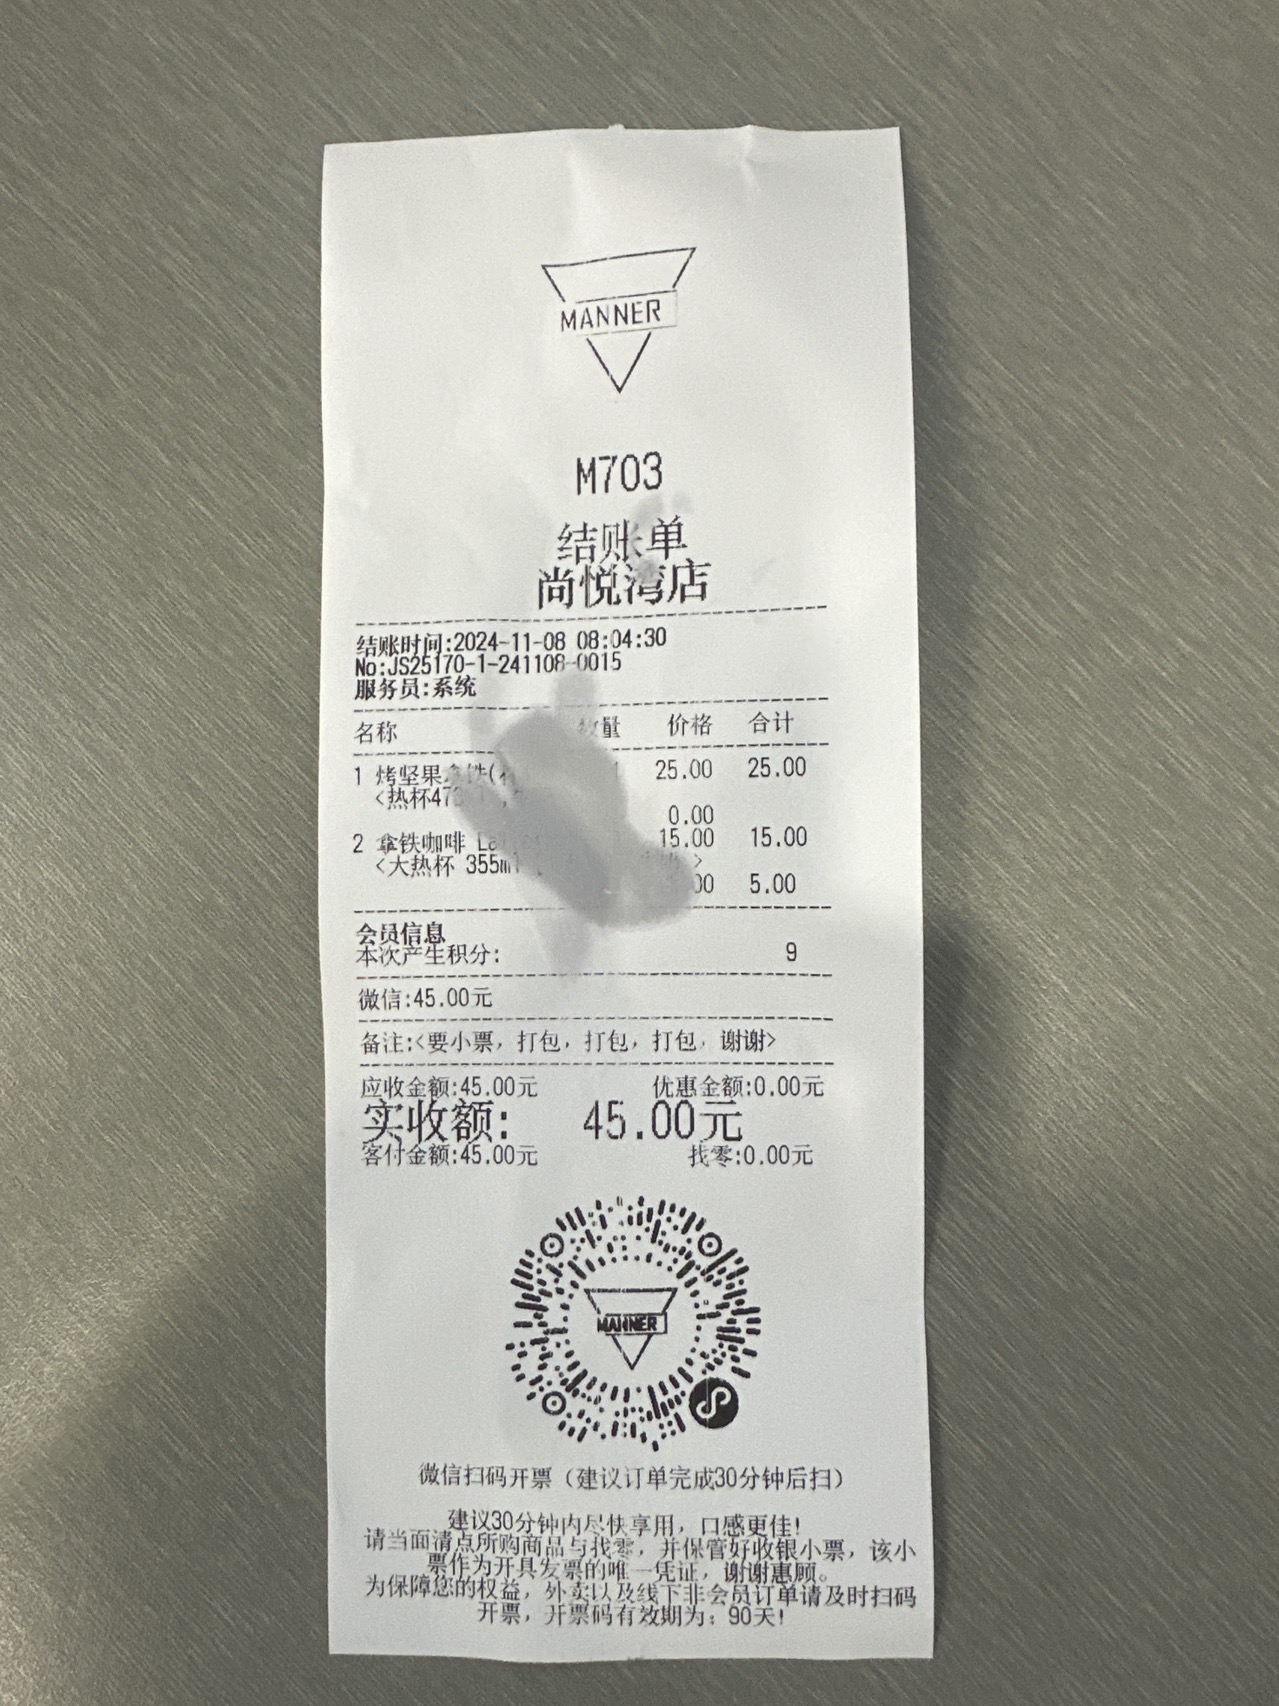 MANNER
M703
结账单
尚悦湾店
结账时间:2024-11-08 08:04:30
No:JS25170-1-241108-0015
服务员:系统
名称 数量 价格 合计
1 烤坚果拿铁( 1 25.00 25.00
<热杯47
0.00
2 拿铁咖啡 15.00 15.00
<大热杯 355ml
5.00
会员信息
本次产生积分: 9
微信:45.00元
备注:<要小票，打包，打包，打包，谢谢>
应收金额:45.00元 优惠金额:0.00元
实收额: 45.00元
客付金额:45.00元 找零:0.00元
MANNER
微信扫码开票（建议订单完成30分钟后扫）
建议30分钟内尽快享用，口感更佳!
请当面清点所购商品与找零，并保管好收银小票，该小
票作为开具发票的唯一凭证，谢谢惠顾。
为保障您的权益，外卖以及线下非会员订单请及时扫码
开票，开票码有效期为: 90天!